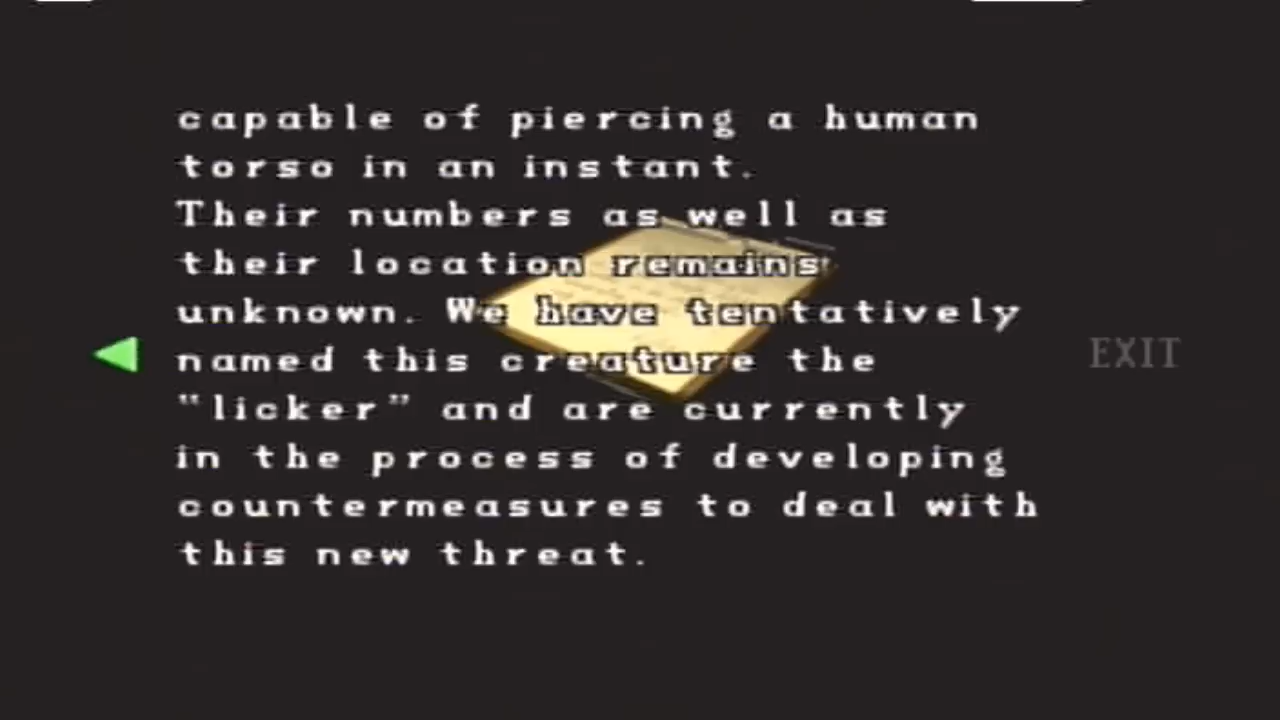 capable of piercing a human
torso in an instant.
Their numbers as well as
their location remains
unknown. We have tentatively
named this creature the
“licker” and are currently
in the process of developing
countermeasures to deal with
this new threat.
EXIT